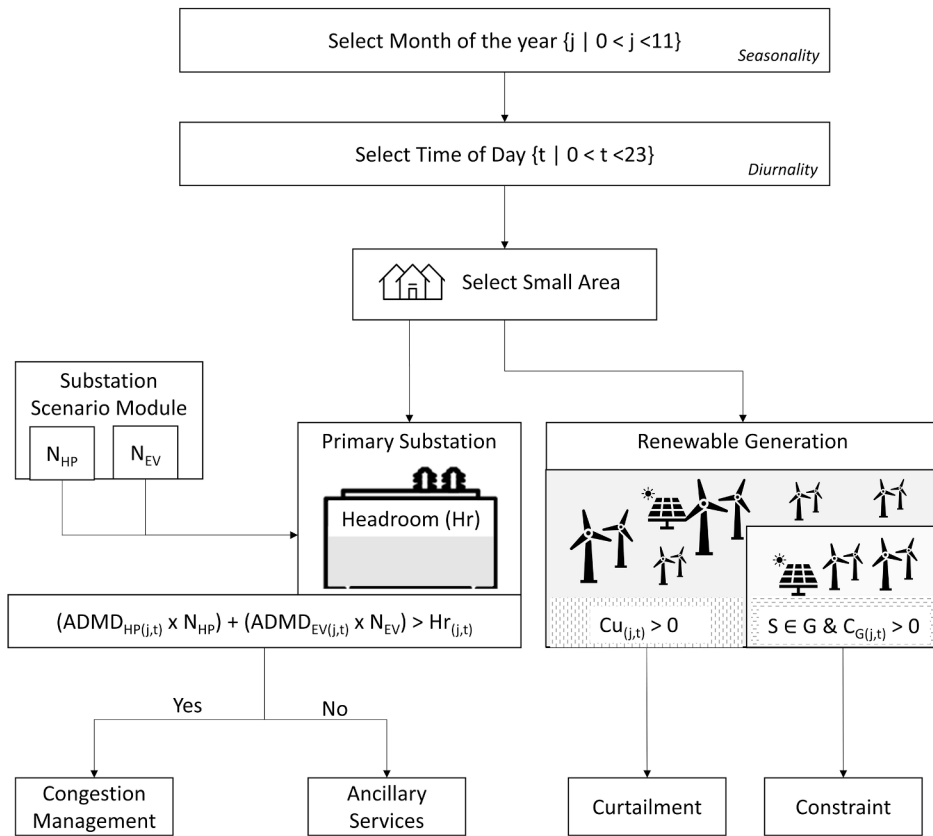 Select Month of the year {j | 0 < j <11}
Seasonality
Select Time of Day {t | 0 < t <23}
Diurnality
Select Small Area
Substation
Scenario Module
N_HP
N_EV
Primary Substation
Headroom (Hr)
Renewable Generation
(ADMD_HP(j,t) x N_HP) + (ADMD_EV(j,t) x N_EV) > Hr_(j,t)
Cu_(j,t) > 0
S ∈ G & C_G(j,t) > 0
Yes
No
Congestion
Management
Ancillary
Services
Curtailment
Constraint